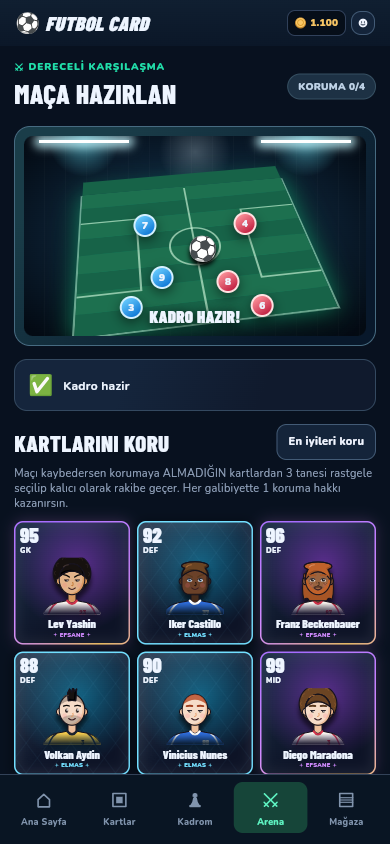 FUTBOL CARD
1.100
DERECELİ KARŞILAŞMA
MAÇA HAZIRLAN
KORUMA 0/4
7
4
9
8
3
6
KADRO HAZIR!
Kadro hazir
KARTLARINI KORU
En iyileri koru
Maçı kaybedersen korumaya ALMADIĞIN kartlardan 3 tanesi rastgele
seçilip kalıcı olarak rakibe geçer. Her galibiyette 1 koruma hakkı
kazanırsın.
95
GK
Lev Yashin
EFSANE
92
DEF
Iker Castillo
ELMAS
96
DEF
Franz Beckenbauer
EFSANE
88
DEF
Volkan Aydin
ELMAS
90
DEF
Vinicius Nunes
ELMAS
99
MID
Diego Maradona
EFSANE
Ana Sayfa
Kartlar
Kadrom
Arena
Mağaza